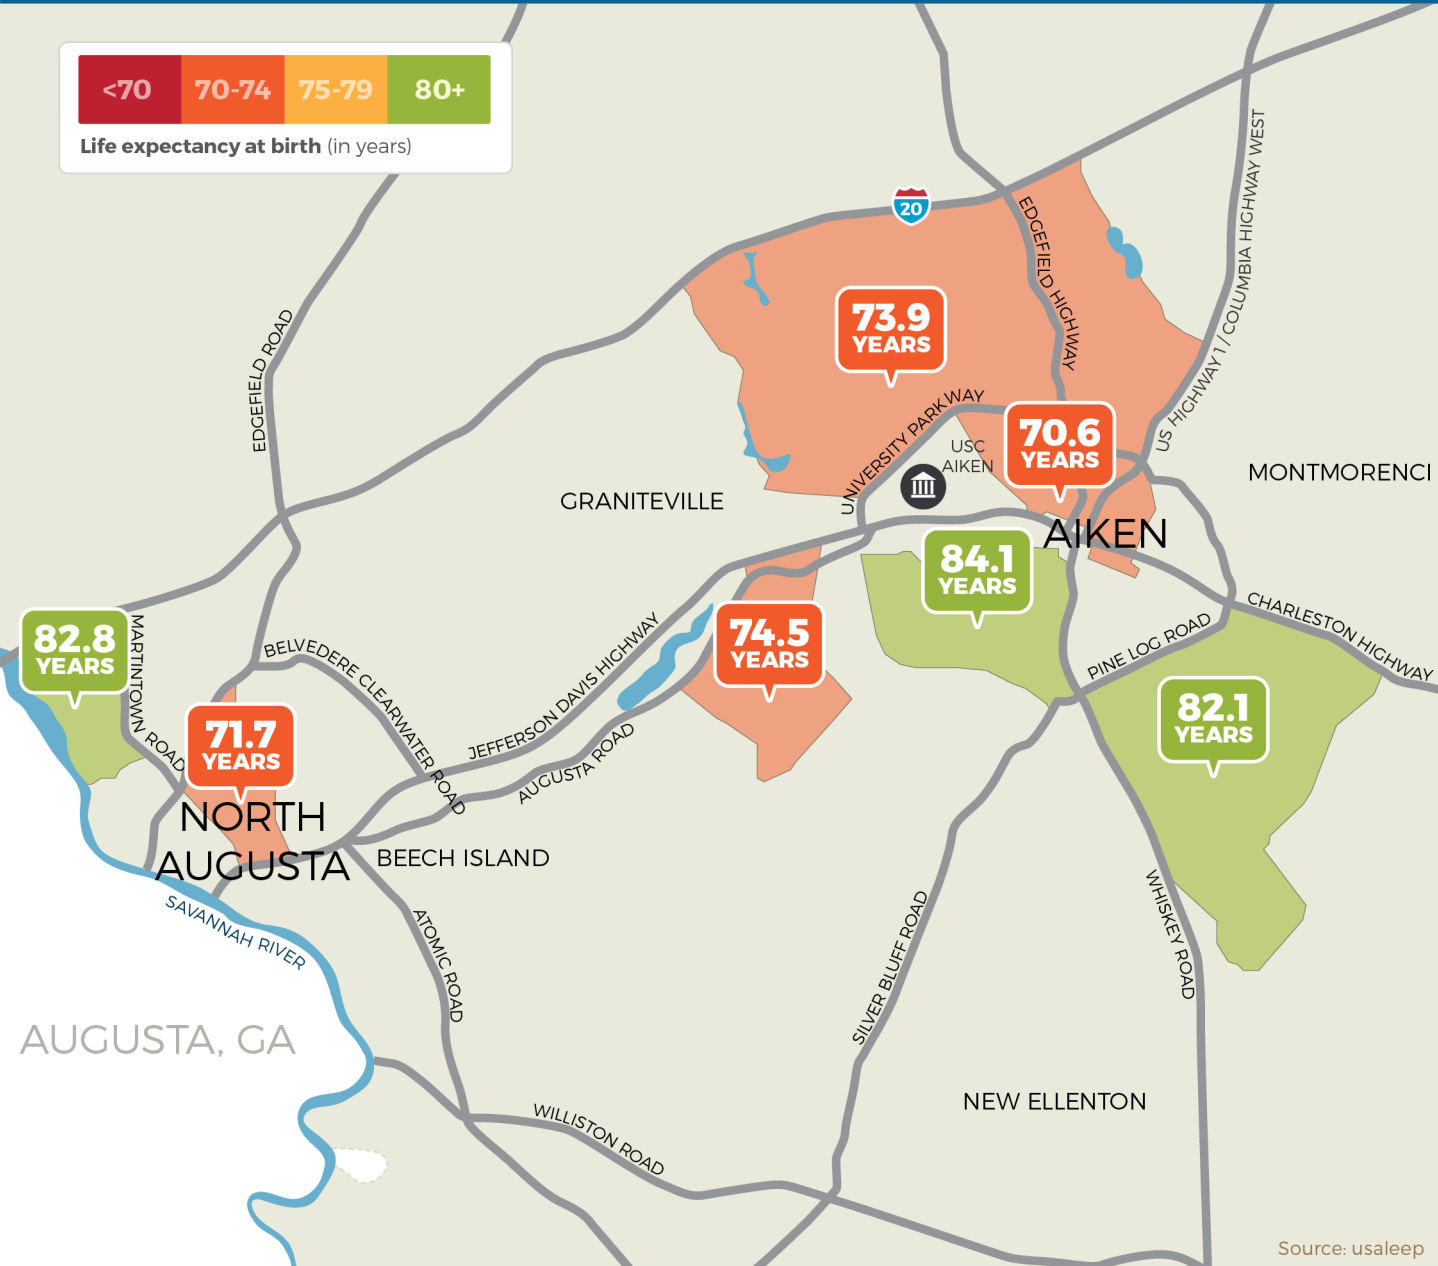 <70
70-74
75-79
80+
Life expectancy at birth (in years)
20
EDGEFIELD ROAD
EDGEFIELD HIGHWAY
US HIGHWAY 1 / COLUMBIA HIGHWAY WEST
73.9
YEARS
UNIVERSITY PARKWAY
USC
AIKEN
70.6
YEARS
MONTMORENCI
GRANITEVILLE
AIKEN
84.1
YEARS
82.8
YEARS
MARTINTOWN ROAD
BELVEDERE CLEARWATER ROAD
JEFFERSON DAVIS HIGHWAY
74.5
YEARS
PINE LOG ROAD
CHARLESTON HIGHWAY
71.7
YEARS
82.1
YEARS
AUGUSTA ROAD
NORTH
AUGUSTA
BEECH ISLAND
SAVANNAH RIVER
ATOMIC ROAD
SILVER BLUFF ROAD
WHISKEY ROAD
AUGUSTA, GA
WILLISTON ROAD
NEW ELLENTON
Source: usaleep